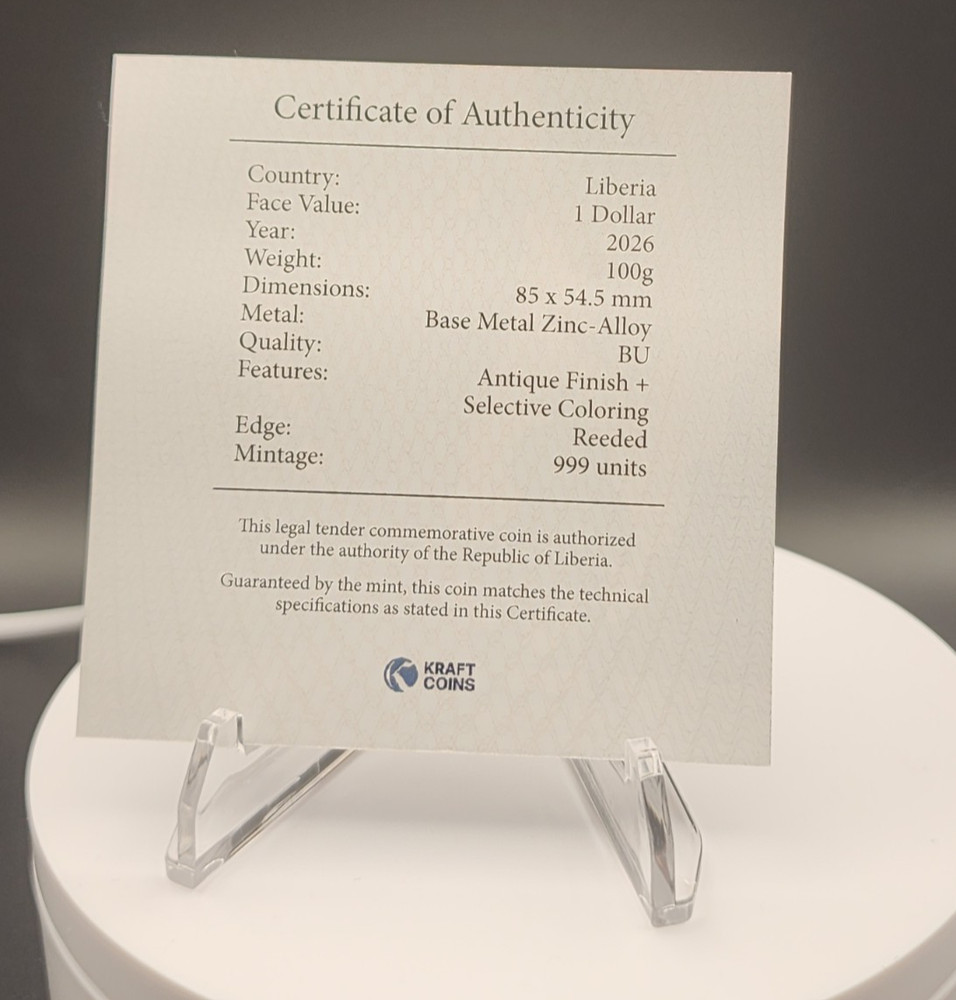 Certificate of Authenticity
Country: Liberia
Face Value: 1 Dollar
Year: 2026
Weight: 100g
Dimensions: 85 x 54.5 mm
Metal: Base Metal Zinc-Alloy
Quality: BU
Features: Antique Finish +
Selective Coloring
Edge: Reeded
Mintage: 999 units
This legal tender commemorative coin is authorized
under the authority of the Republic of Liberia.
Guaranteed by the mint, this coin matches the technical
specifications as stated in this Certificate.
KRAFT
COINS